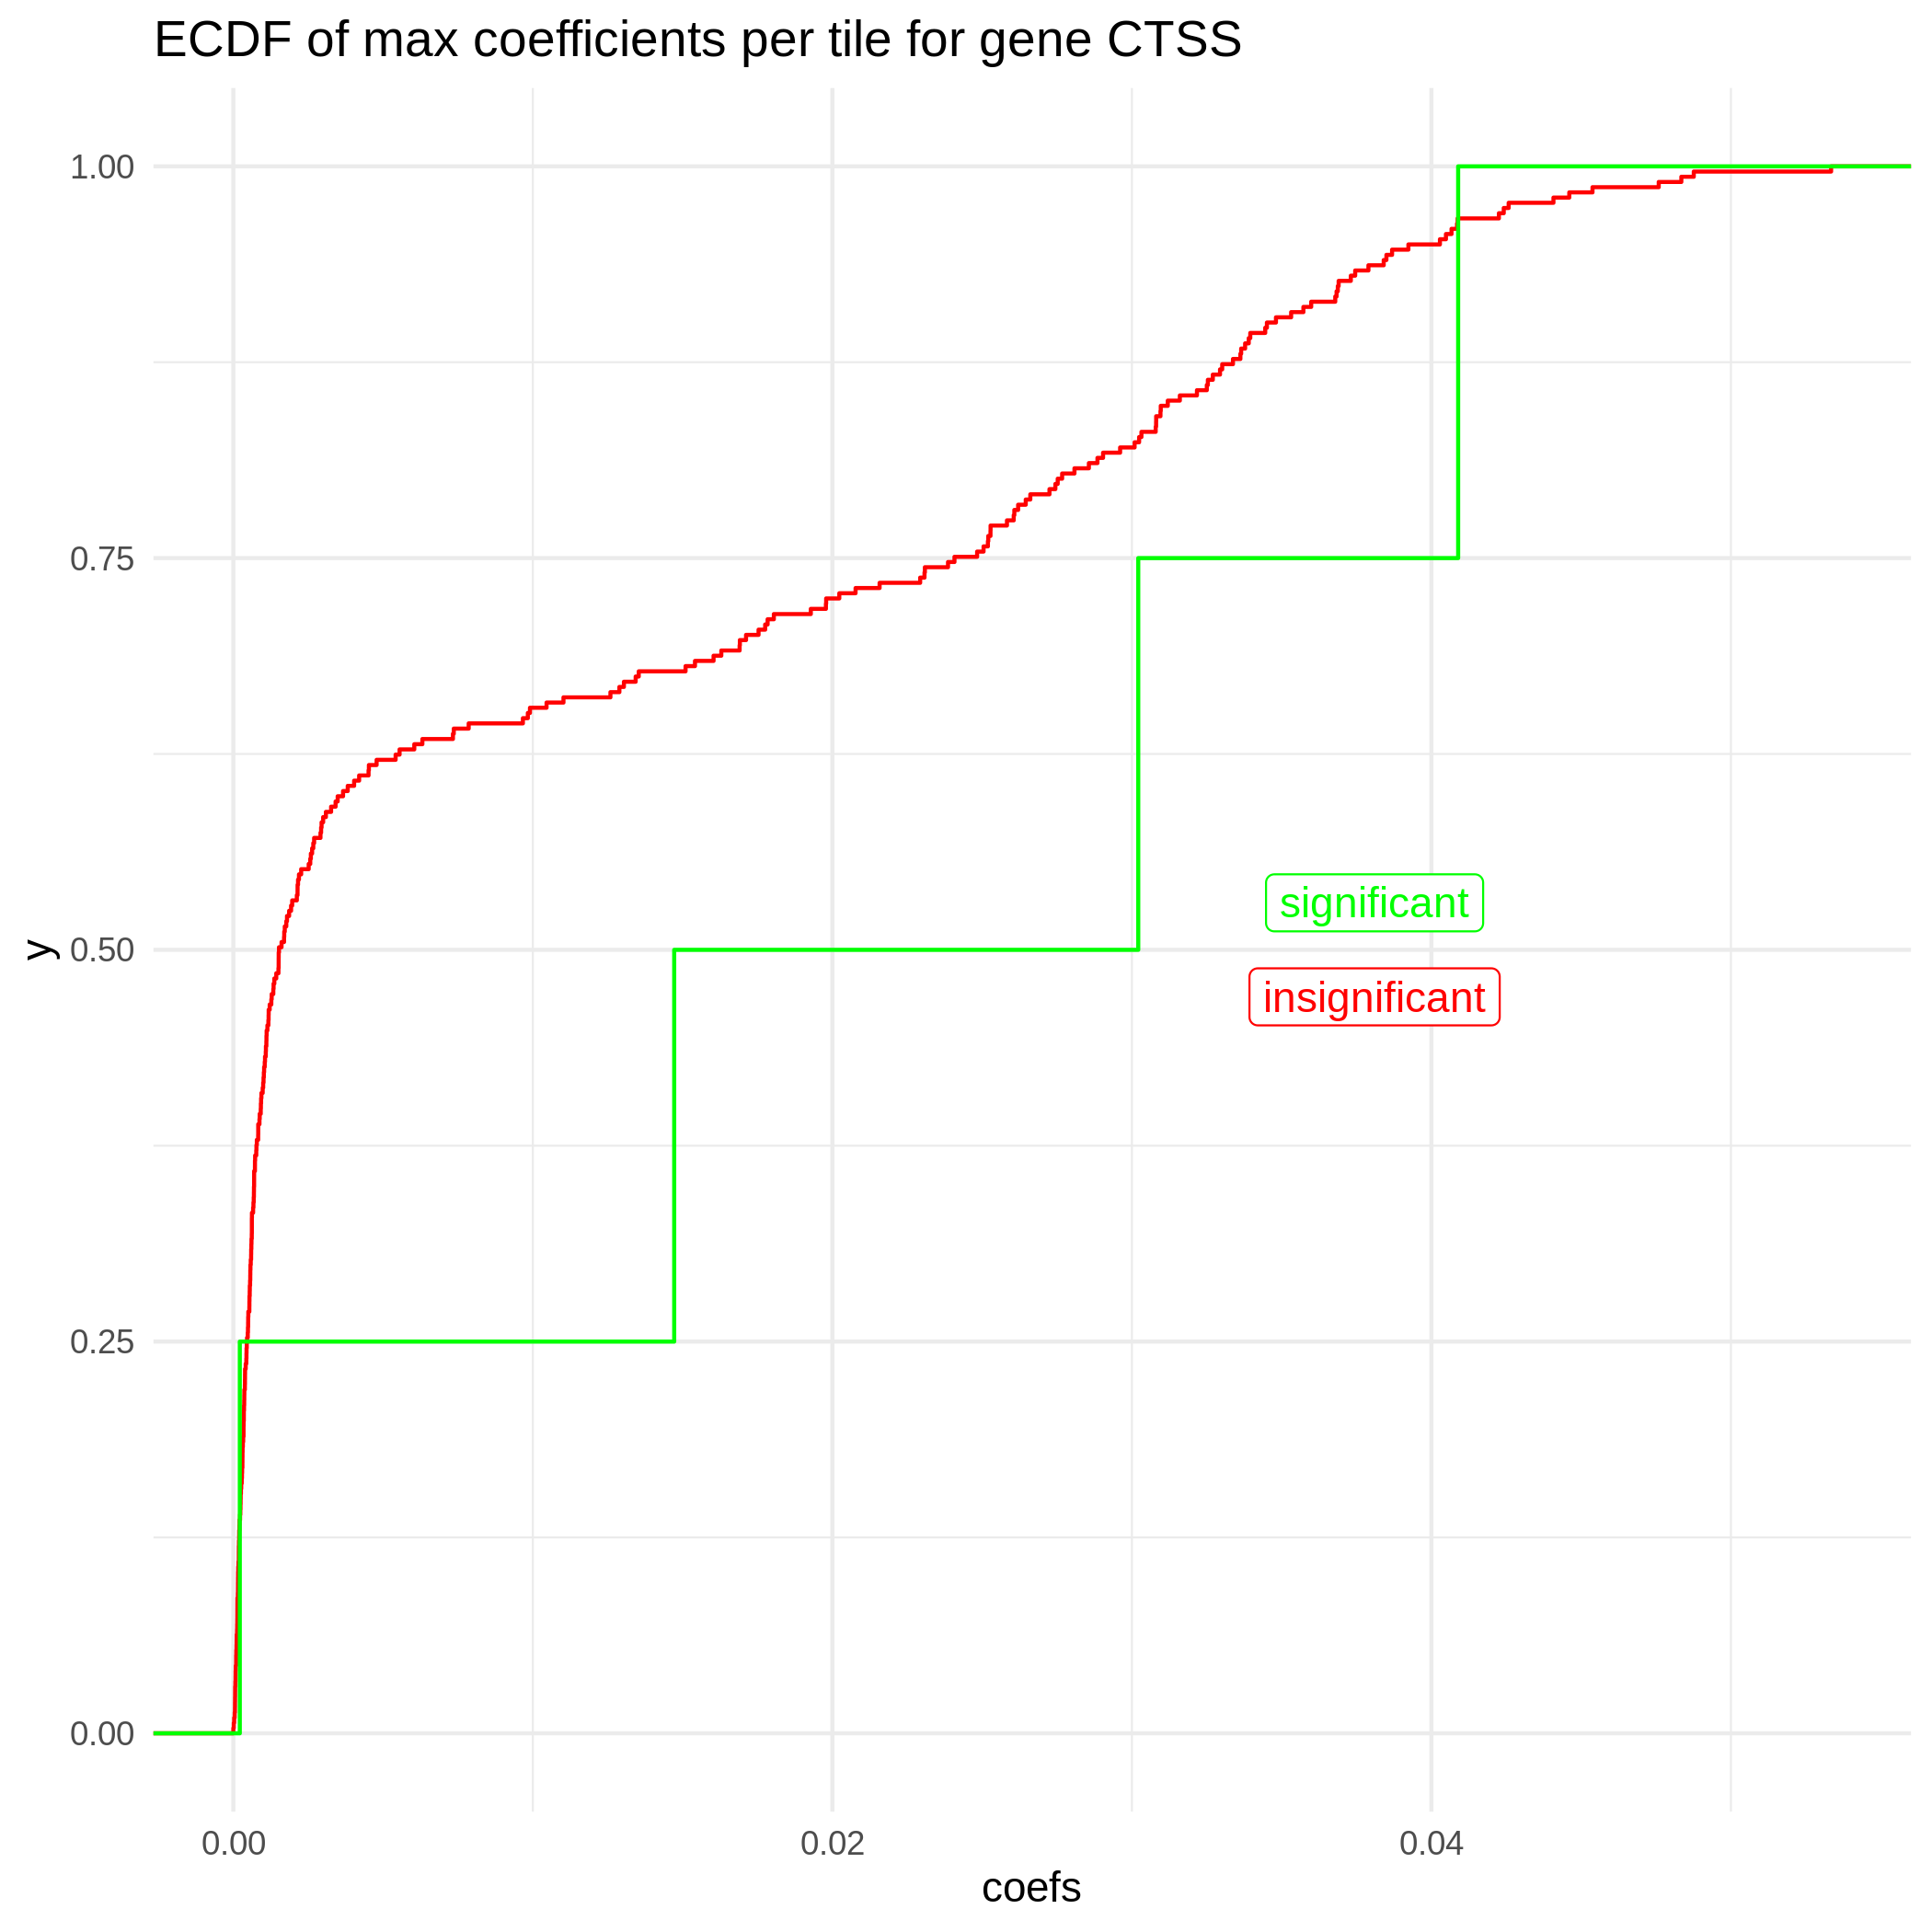 ECDF of max coefficients per tile for gene CTSS
1.00
0.75
0.50
0.25
0.00
y
significant
insignificant
0.00 0.02 0.04
coefs